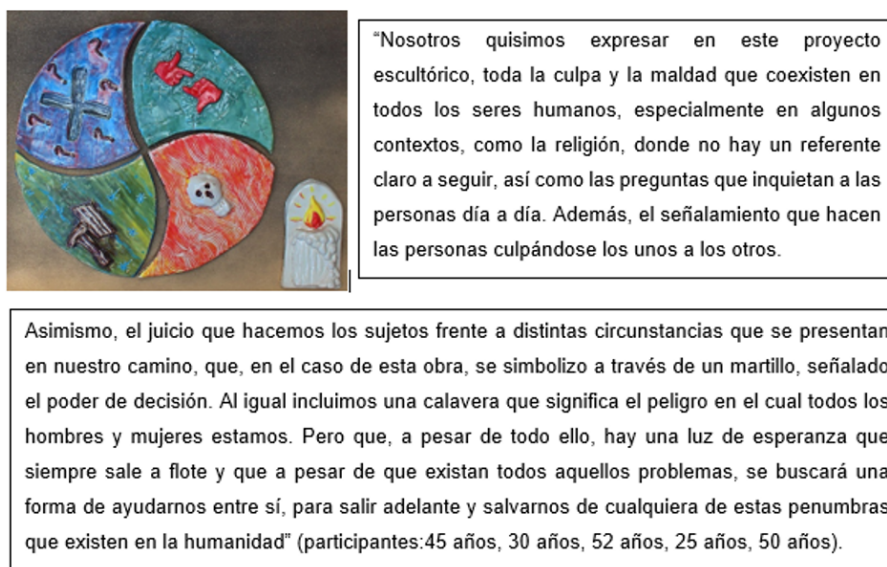 “Nosotros quisimos expresar en este proyecto
escultórico, toda la culpa y la maldad que coexisten en
todos los seres humanos, especialmente en algunos
contextos, como la religión, donde no hay un referente
claro a seguir, así como las preguntas que inquietan a las
personas día a día. Además, el señalamiento que hacen
las personas culpándose los unos a los otros.
Asimismo, el juicio que hacemos los sujetos frente a distintas circunstancias que se presentan
en nuestro camino, que, en el caso de esta obra, se simbolizo a través de un martillo, señalado
el poder de decisión. Al igual incluimos una calavera que significa el peligro en el cual todos los
hombres y mujeres estamos. Pero que, a pesar de todo ello, hay una luz de esperanza que
siempre sale a flote y que a pesar de que existan todos aquellos problemas, se buscará una
forma de ayudarnos entre sí, para salir adelante y salvarnos de cualquiera de estas penumbras
que existen en la humanidad” (participantes:45 años, 30 años, 52 años, 25 años, 50 años).